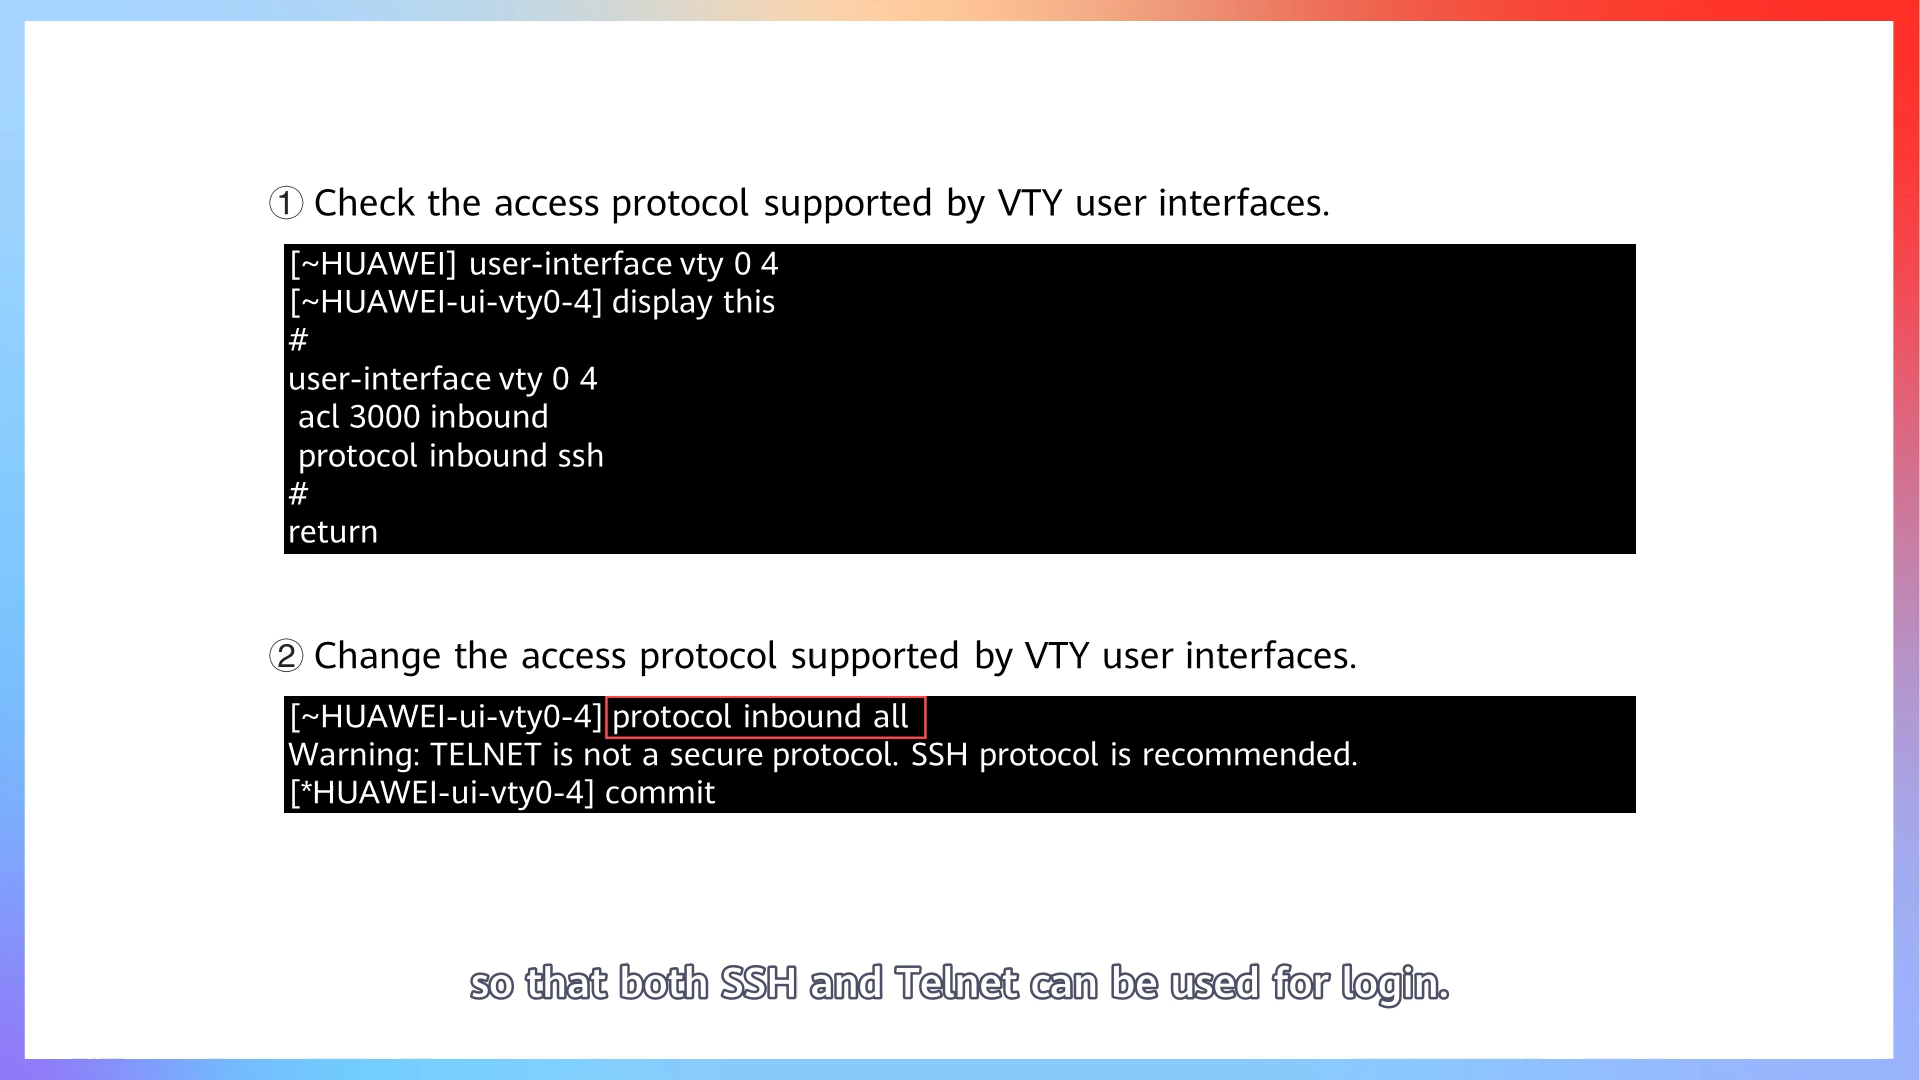 ① Check the access protocol supported by VTY user interfaces.
[~HUAWEI] user-interface vty 0 4
[~HUAWEI-ui-vty0-4] display this
#
user-interface vty 0 4
 acl 3000 inbound
 protocol inbound ssh
#
return
② Change the access protocol supported by VTY user interfaces.
[~HUAWEI-ui-vty0-4] protocol inbound all
Warning: TELNET is not a secure protocol. SSH protocol is recommended.
[*HUAWEI-ui-vty0-4] commit
so that both SSH and Telnet can be used for login.